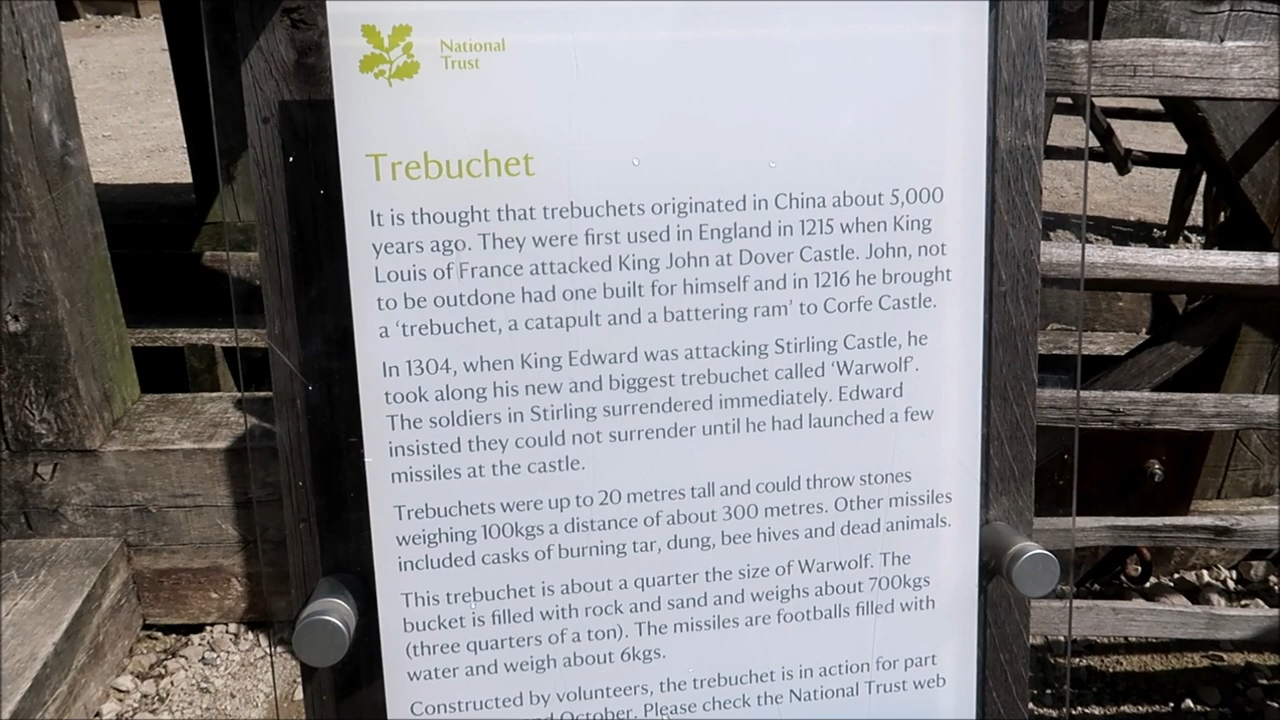 National
Trust
Trebuchet
It is thought that trebuchets originated in China about 5,000
years ago. They were first used in England in 1215 when King
Louis of France attacked King John at Dover Castle. John, not
to be outdone had one built for himself and in 1216 he brought
a ‘trebuchet, a catapult and a battering ram’ to Corfe Castle.
In 1304, when King Edward was attacking Stirling Castle, he
took along his new and biggest trebuchet called ‘Warwolf’.
The soldiers in Stirling surrendered immediately. Edward
insisted they could not surrender until he had launched a few
missiles at the castle.
Trebuchets were up to 20 metres tall and could throw stones
weighing 100kgs a distance of about 300 metres. Other missiles
included casks of burning tar, dung, bee hives and dead animals.
This trebuchet is about a quarter the size of Warwolf. The
bucket is filled with rock and sand and weighs about 700kgs
(three quarters of a ton). The missiles are footballs filled with
water and weigh about 6kgs.
Constructed by volunteers, the trebuchet is in action for part
October. Please check the National Trust web